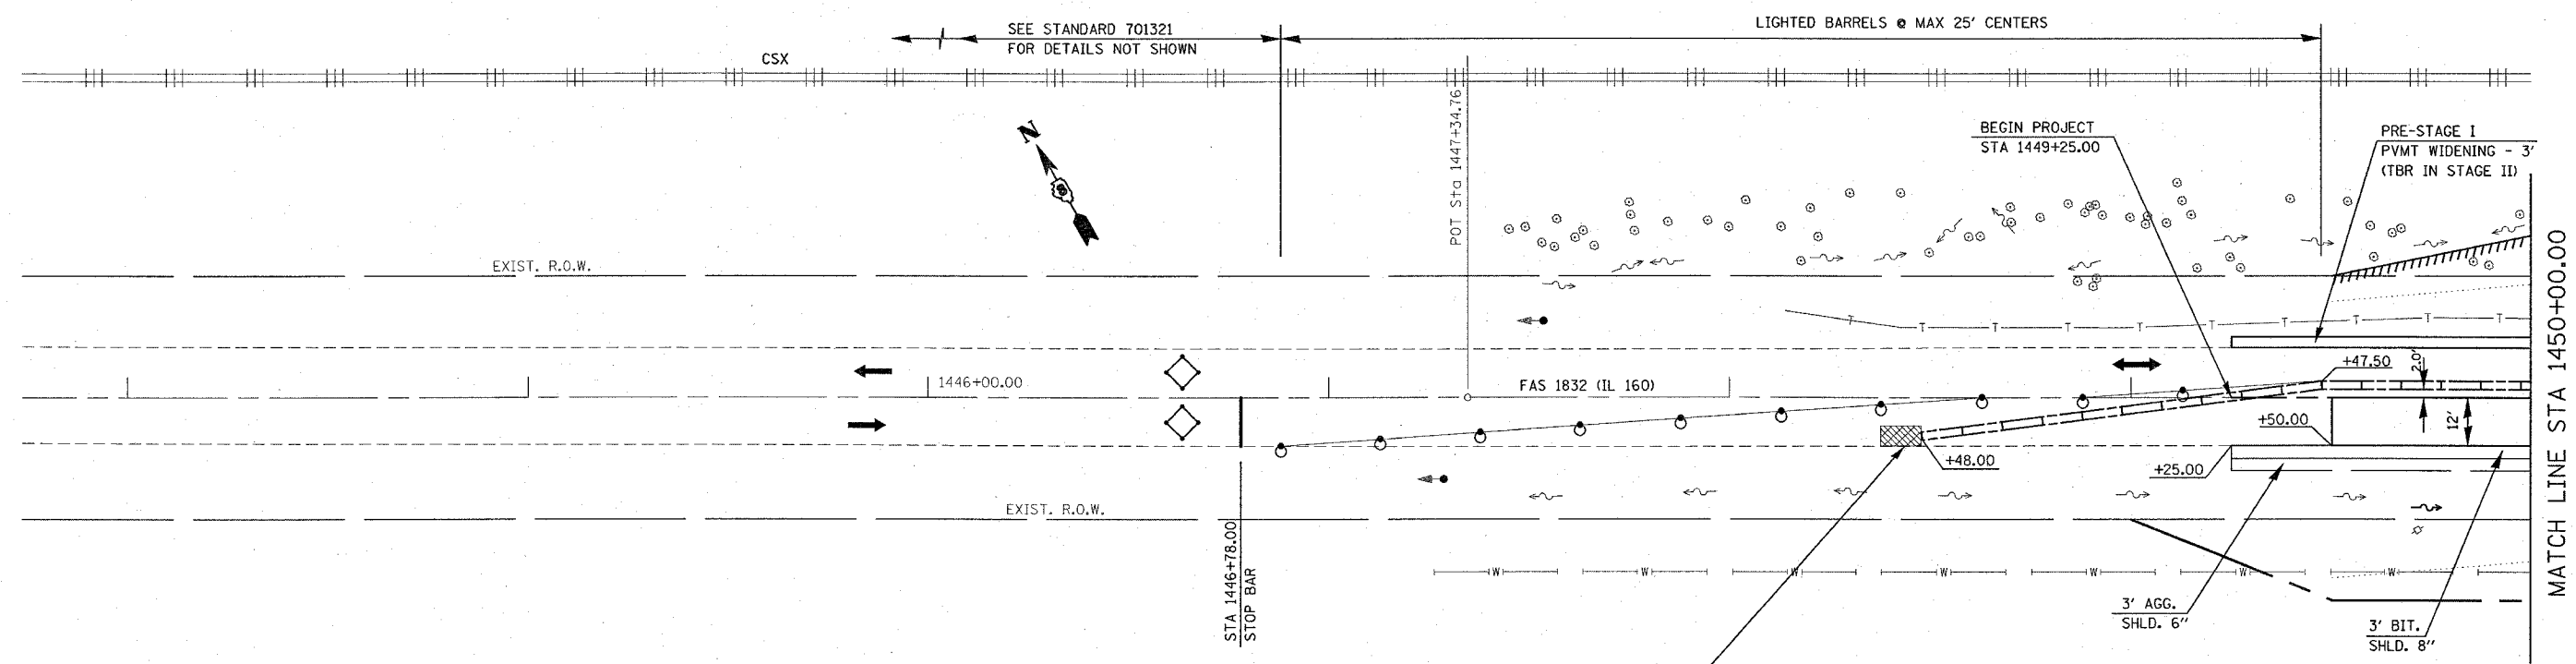 SEE STANDARD 701321
FOR DETAILS NOT SHOWN
LIGHTED BARRELS @ MAX 25' CENTERS
CSX
N
POT Sta 1447+34.76
BEGIN PROJECT
STA 1449+25.00
PRE-STAGE I
PVMT WIDENING - 3'
(TBR IN STAGE II)
EXIST. R.O.W.
T
T
T
T
T
T
T
T
T
T
1446+00.00
FAS 1832 (IL 160)
+47.50
2.0'
12'
+50.00
+48.00
+25.00
EXIST. R.O.W.
STA 1446+78.00
STOP BAR
W
W
W
W
W
W
W
3' AGG.
SHLD. 6"
3' BIT.
SHLD. 8"
MATCH LINE STA 1450+00.00